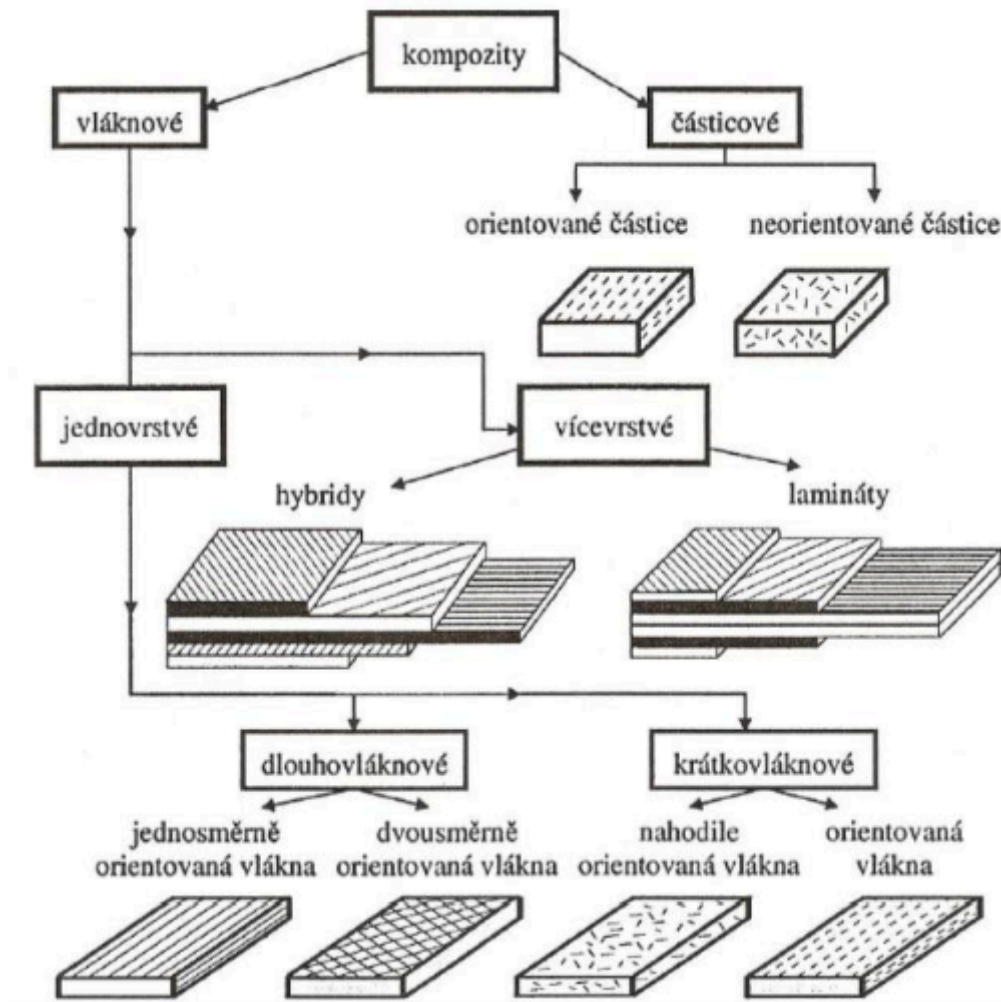 kompozity
vláknové
částicové
orientované částice
neorientované částice
jednovrstvé
vícevrstvé
hybridy
lamináty
dlouhovláknové
krátkovláknové
jednosměrně
orientovaná vlákna
dvousměrně
orientovaná vlákna
nahodile
orientovaná vlákna
orientovaná
vlákna